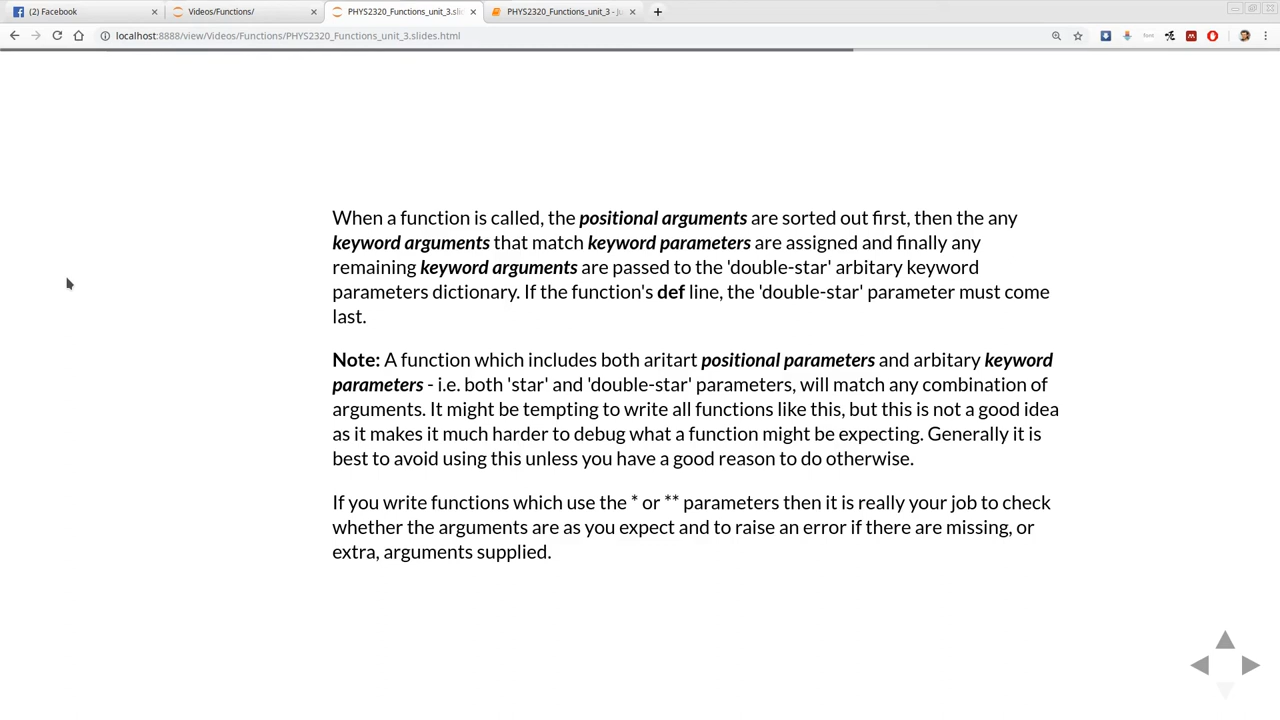 (2) Facebook
Videos/Functions/
PHYS2320_Functions_unit_3.slid
PHYS2320_Functions_unit_3 - Ju
localhost:8888/view/Videos/Functions/PHYS2320_Functions_unit_3.slides.html
When a function is called, the positional arguments are sorted out first, then the any
keyword arguments that match keyword parameters are assigned and finally any
remaining keyword arguments are passed to the 'double-star' arbitary keyword
parameters dictionary. If the function's def line, the 'double-star' parameter must come
last.
Note: A function which includes both aritart positional parameters and arbitary keyword
parameters - i.e. both 'star' and 'double-star' parameters, will match any combination of
arguments. It might be tempting to write all functions like this, but this is not a good idea
as it makes it much harder to debug what a function might be expecting. Generally it is
best to avoid using this unless you have a good reason to do otherwise.
If you write functions which use the * or ** parameters then it is really your job to check
whether the arguments are as you expect and to raise an error if there are missing, or
extra, arguments supplied.